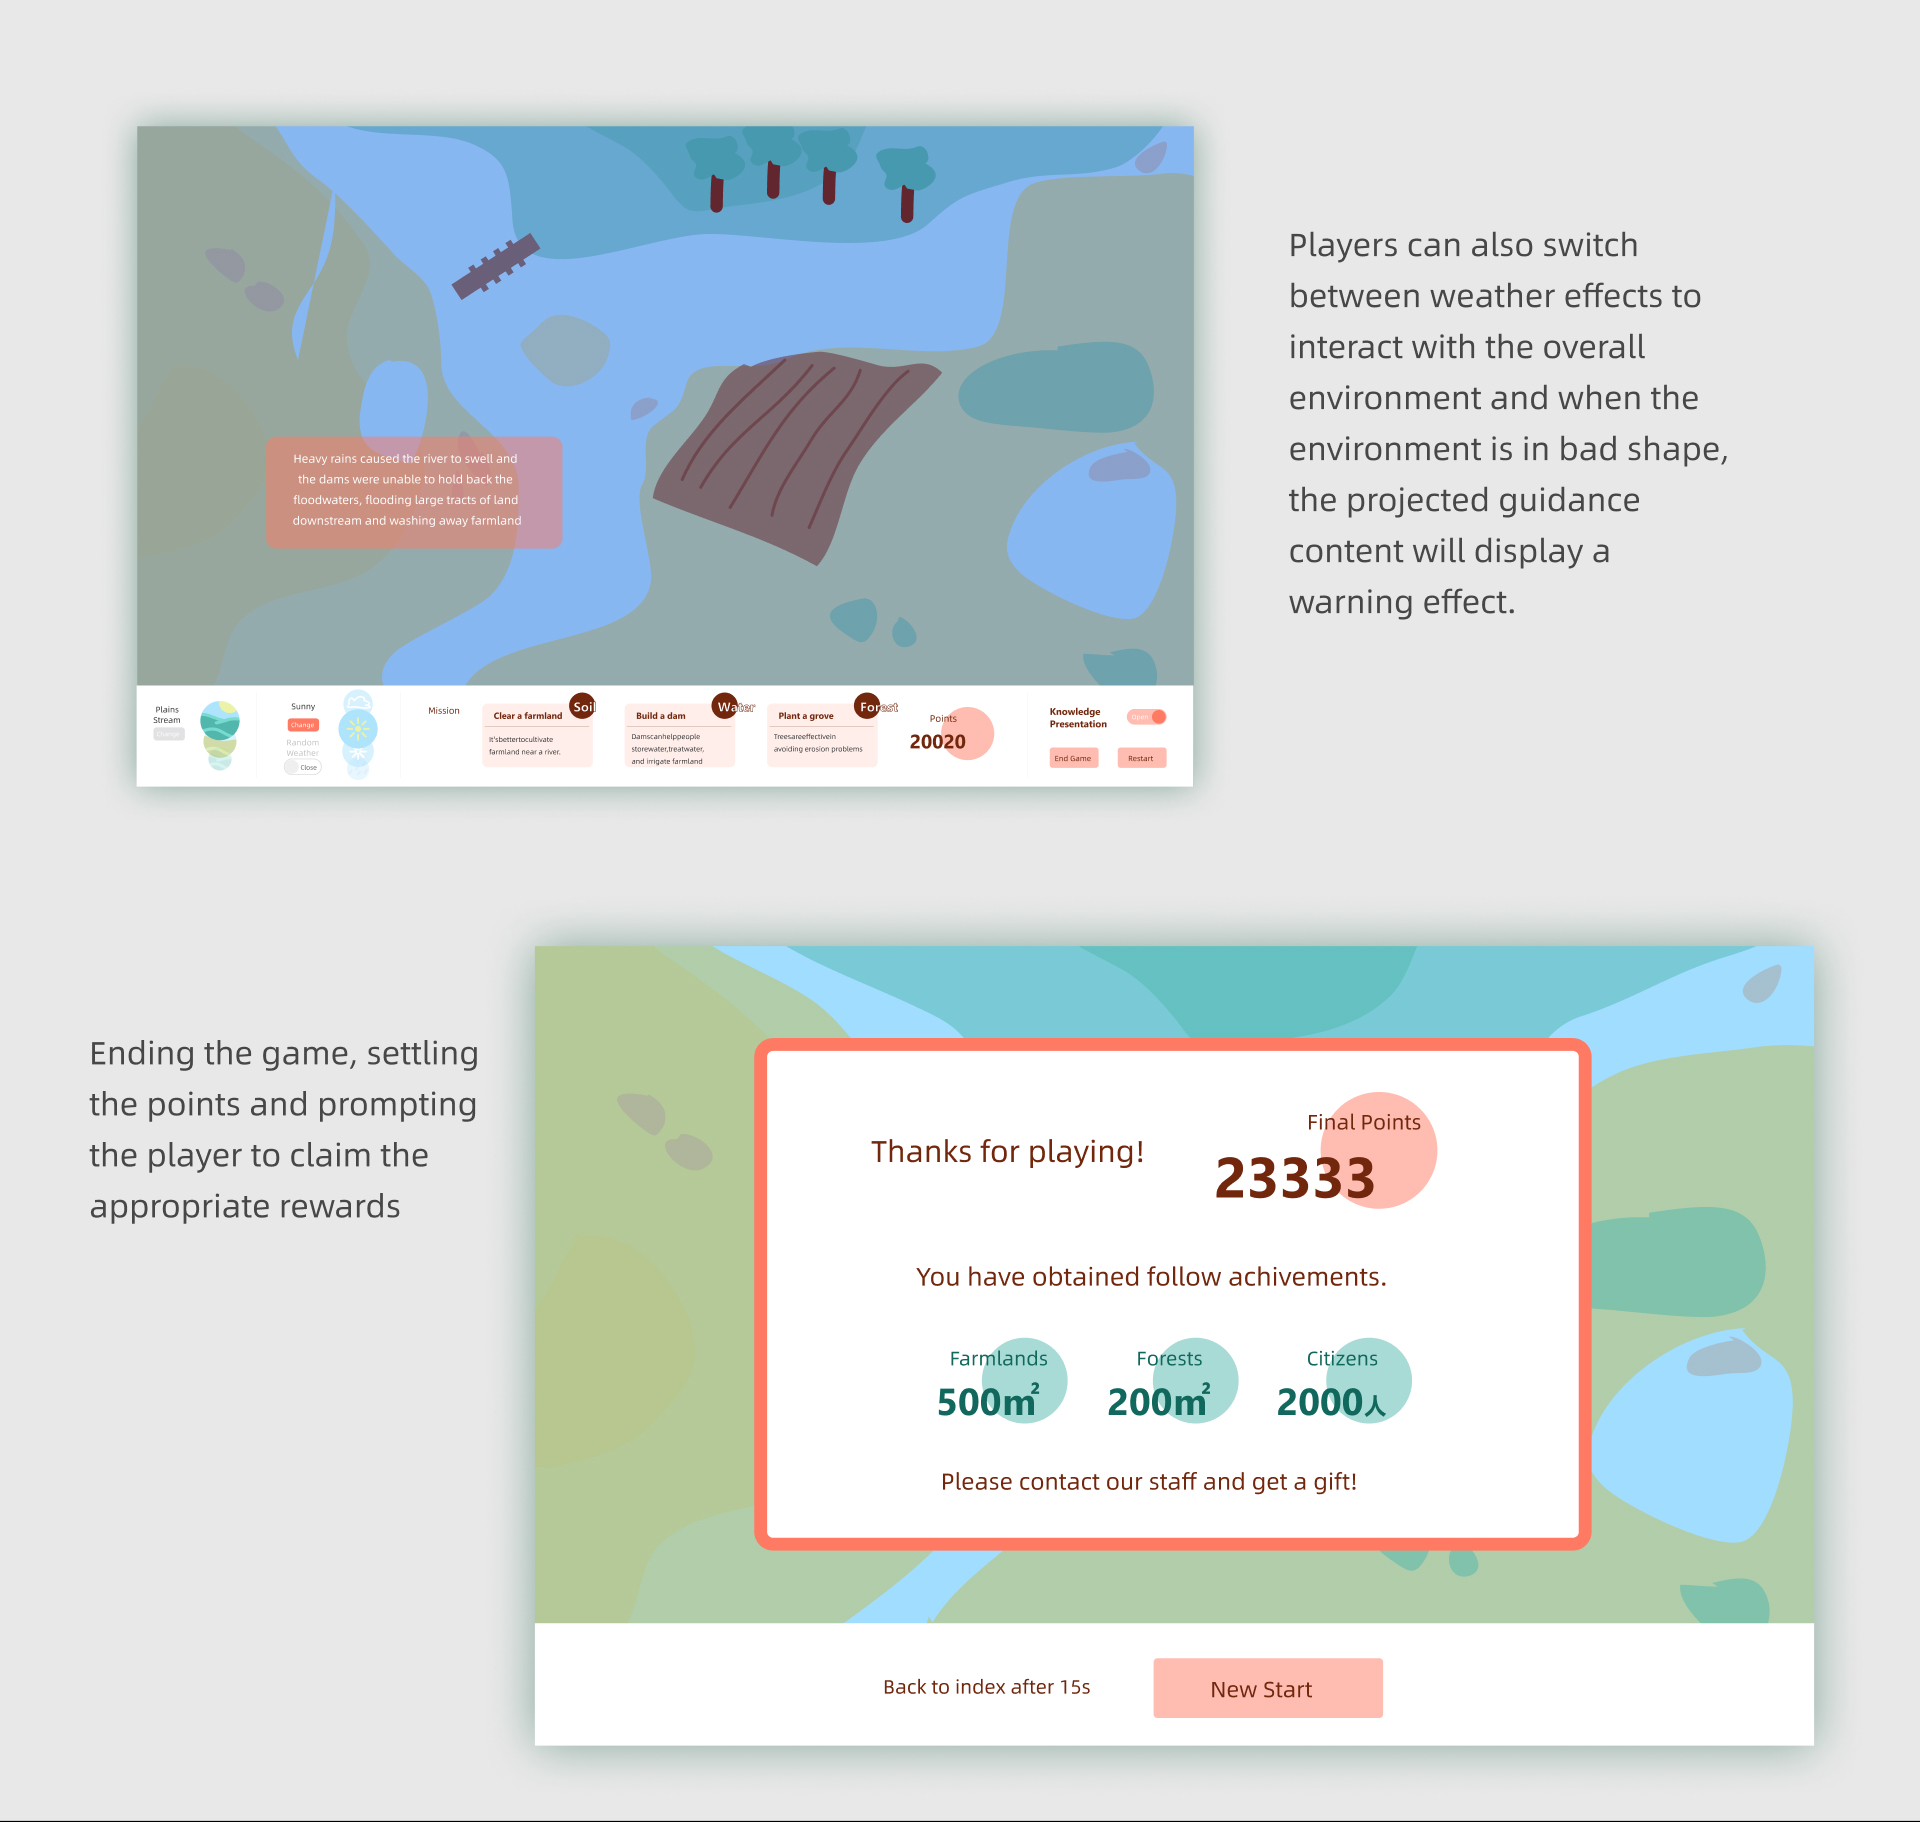 Players can also switch
between weather effects to
interact with the overall
environment and when the
environment is in bad shape,
the projected guidance
content will display a
warning effect.
Heavy rains caused the river to swell and
the dams were unable to hold back the
floodwaters, flooding large tracts of land
downstream and washing away farmland
Plains
Stream
Change
Sunny
Change
Random
weather
Close
Mission
Clear a farmland
Soil
It'sbettertocultivate
farmland near a river.
Build a dam
Water
Damscanhelppeople
storewater,treatwater,
and irrigate farmland
Plant a grove
Forest
Treesareeffectivein
avoiding erosion problems
Points
20020
Knowledge
Presentation
Open
End Game
Restart
Ending the game, settling
the points and prompting
the player to claim the
appropriate rewards
Thanks for playing!
Final Points
23333
You have obtained follow achivements.
Farmlands
500m²
Forests
200m²
Citizens
2000人
Please contact our staff and get a gift!
Back to index after 15s
New Start